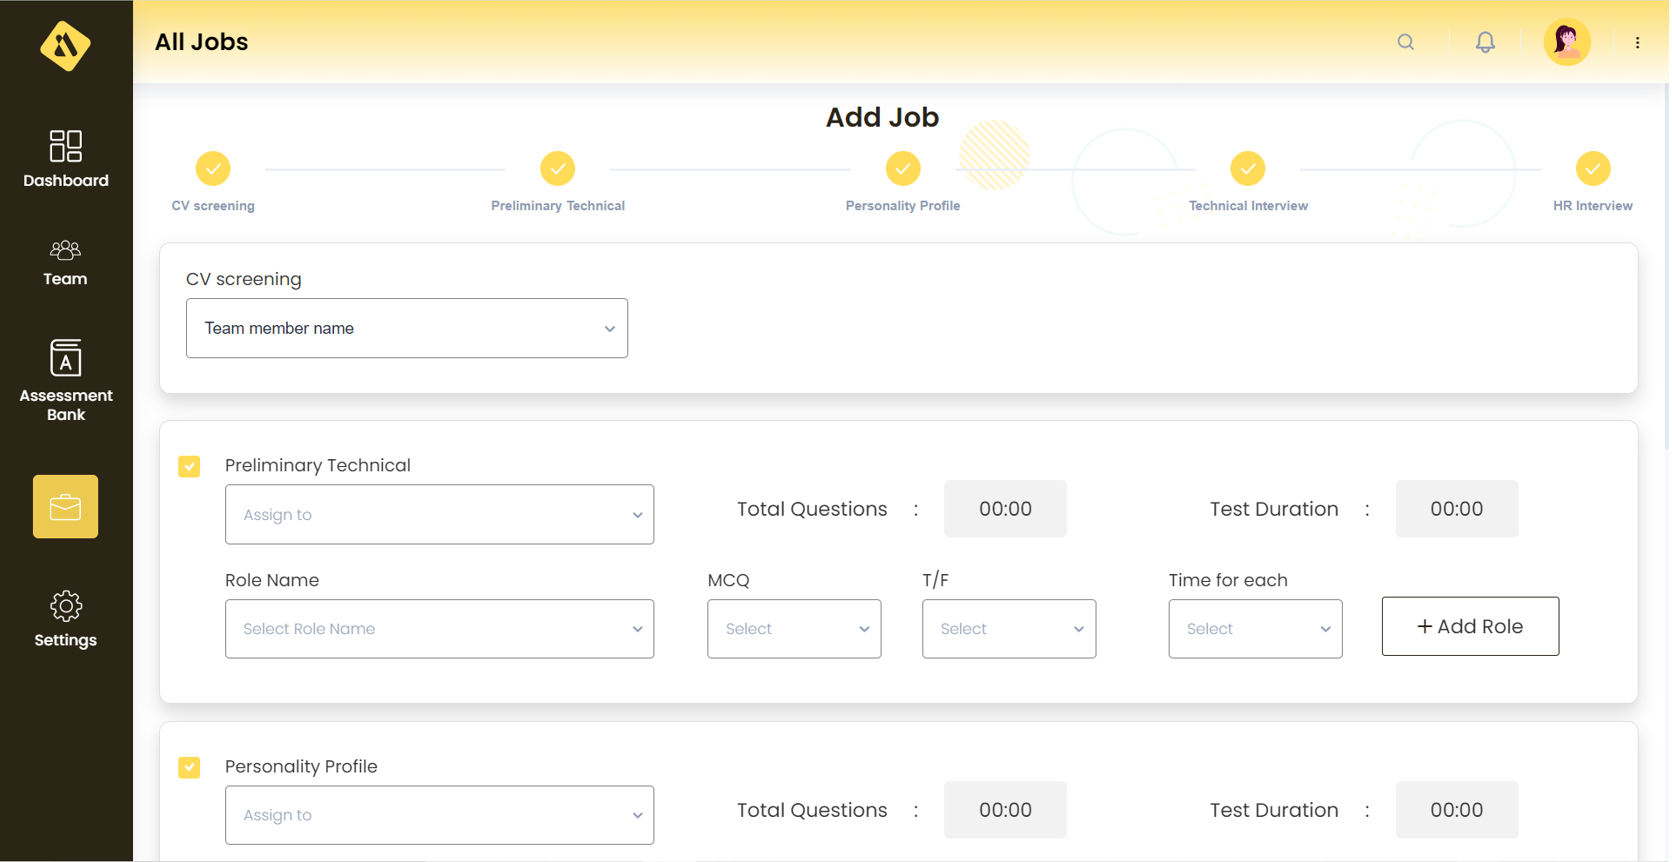 All Jobs
Dashboard
Team
A
Assessment
Bank
Settings
Add Job
CV screening
Preliminary Technical
Personality Profile
Technical Interview
HR Interview
CV screening
Team member name
Preliminary Technical
Assign to
Total Questions : 00:00
Test Duration : 00:00
Role Name
MCQ
T/F
Time for each
Select Role Name
Select
Select
Select
+ Add Role
Personality Profile
Assign to
Total Questions : 00:00
Test Duration : 00:00